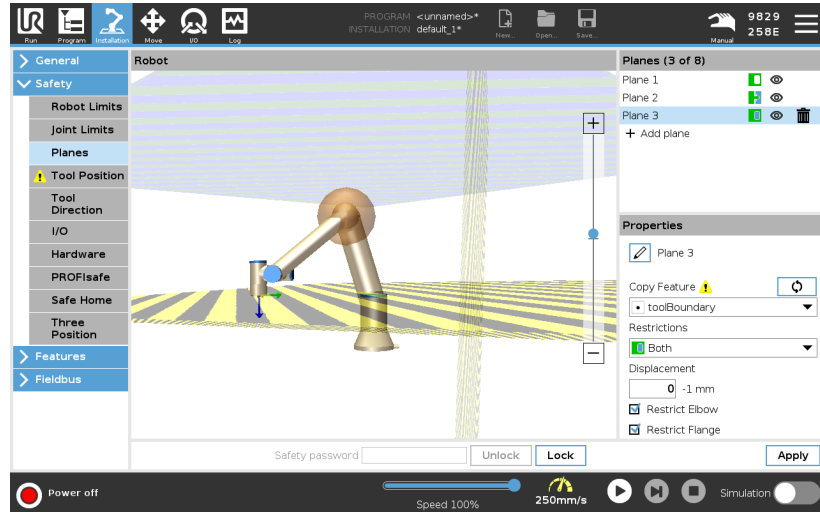 UR
PROGRAM <unnamed>*
INSTALLATION default_1*
Run
Program
Installation
Move
I/O
Log
New...
Open...
Save...
Manual
9829
258E
General
Safety
Robot Limits
Joint Limits
Planes
Tool Position
Tool
Direction
I/O
Hardware
PROFIsafe
Safe Home
Three
Position
Features
Fieldbus
Robot
+
Planes (3 of 8)
Plane 1
Plane 2
Plane 3
+ Add plane
Properties
Plane 3
Copy Feature
toolBoundary
Restrictions
Both
Displacement
0 -1 mm
Restrict Elbow
Restrict Flange
Safety password
Unlock
Lock
Apply
Power off
Speed 100%
250mm/s
Simulation